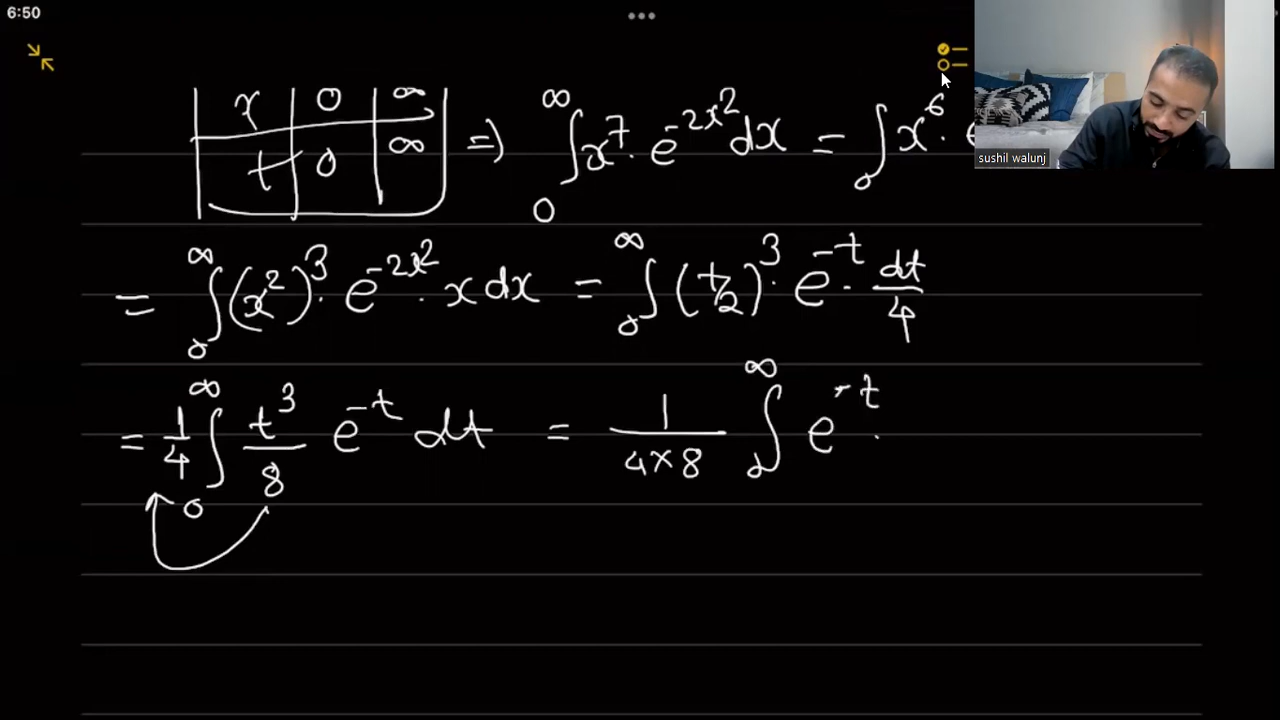 6:50
x 0 ∞
t 0 ∞
⇒ ∫₀^∞ x⁷ · e^{-2x²} dx = ∫₀ x⁶ ·
sushil walunj
= ∫₀^∞ (x²)³ · e^{-2x²} · x dx = ∫₀^∞ (t/2)³ · e^{-t} · dt/4
= 1/4 ∫₀^∞ t³/8 e^{-t} dt = 1/(4×8) ∫₀^∞ e^{-t} ·